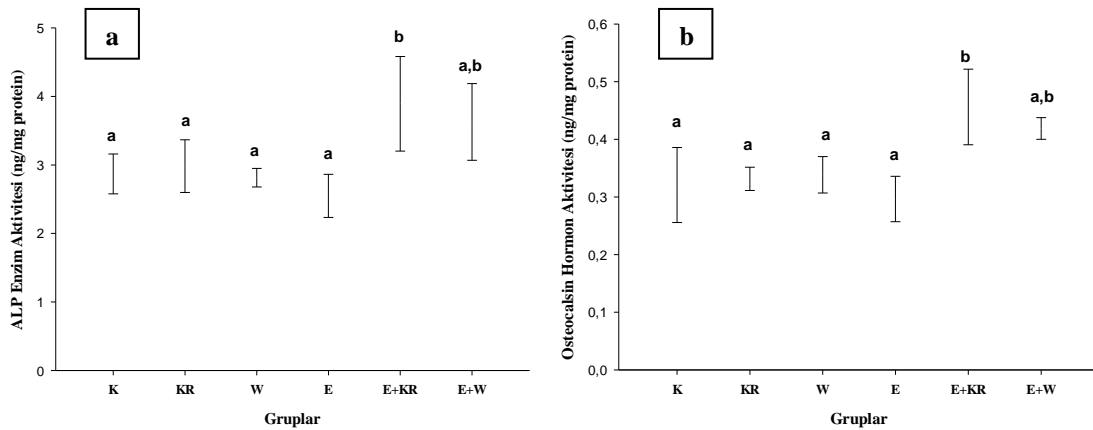 a
ALP Enzim Aktivitesi (ng/mg protein)
5
4
3
2
1
0
a
a
a
a
b
a,b
K KR W E E+KR E+W
Gruplar
b
Osteocalsin Hormon Aktivitesi (ng/mg protein)
0,6
0,5
0,4
0,3
0,2
0,1
0,0
a
a
a
a
b
a,b
K KR W E E+KR E+W
Gruplar